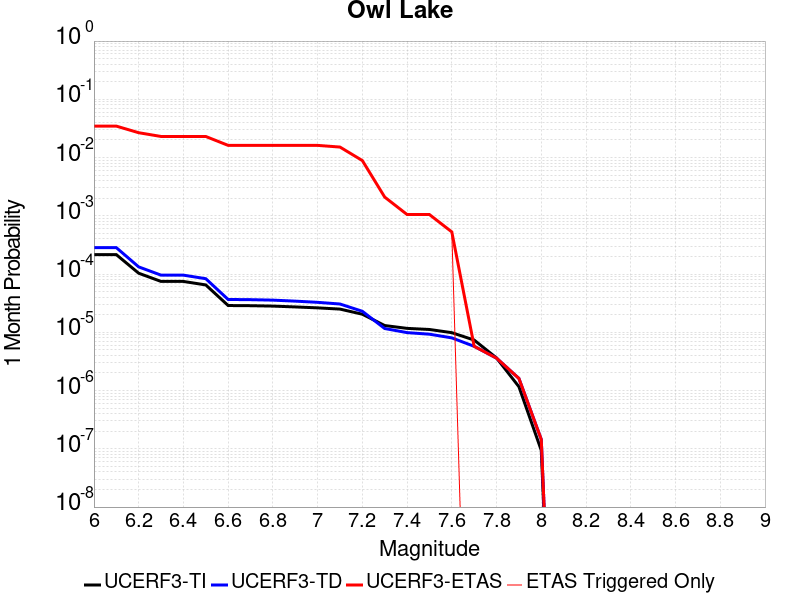 Owl Lake
10^0
10^-1
10^-2
10^-3
10^-4
10^-5
10^-6
10^-7
10^-8
1 Month Probability
6 6.2 6.4 6.6 6.8 7 7.2 7.4 7.6 7.8 8 8.2 8.4 8.6 8.8 9
Magnitude
UCERF3-TI UCERF3-TD UCERF3-ETAS ETAS Triggered Only